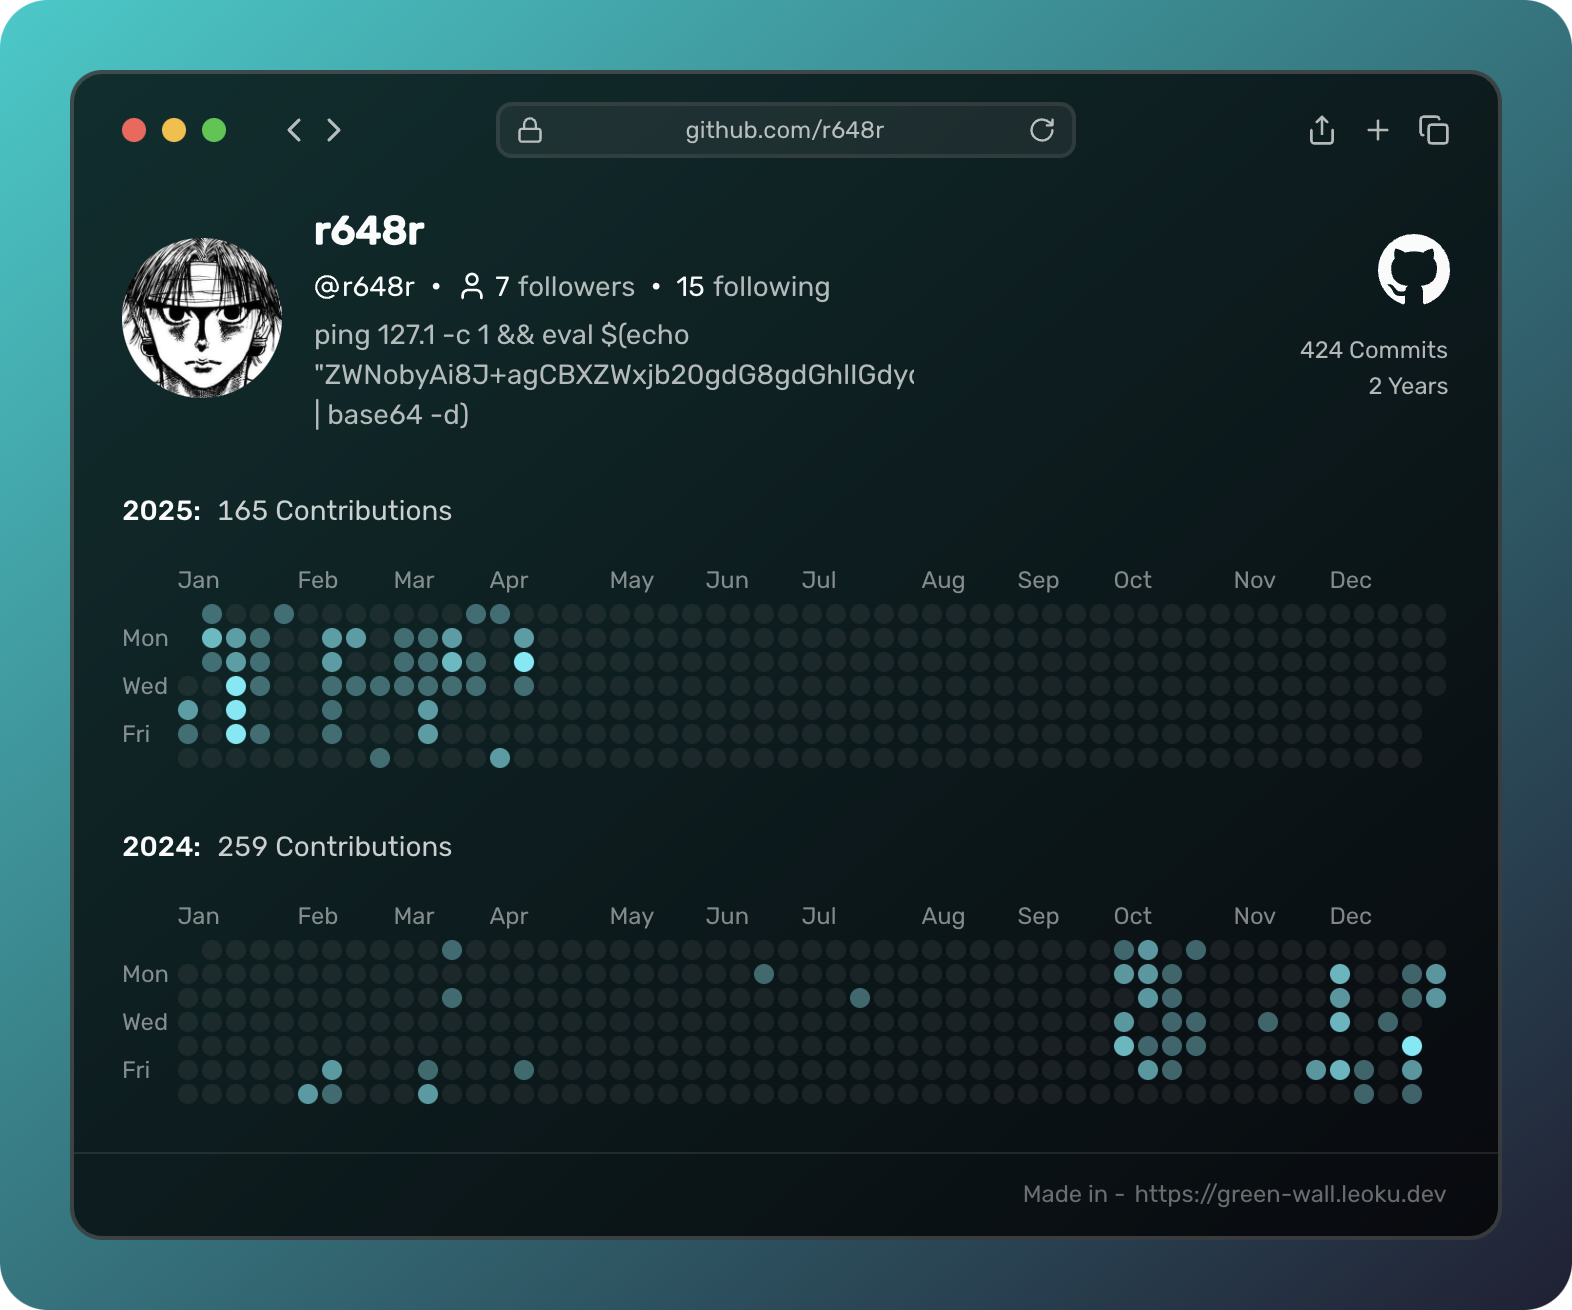 github.com/r648r
r648r
@r648r • 7 followers • 15 following
ping 127.1 -c 1 && eval $(echo
"ZWNobyAi8J+agCBXZWxjb20gdG8gdGhlIGdyd
| base64 -d)
424 Commits
2 Years
2025: 165 Contributions
Jan Feb Mar Apr May Jun Jul Aug Sep Oct Nov Dec
Mon
Wed
Fri
2024: 259 Contributions
Jan Feb Mar Apr May Jun Jul Aug Sep Oct Nov Dec
Mon
Wed
Fri
Made in - https://green-wall.leoku.dev